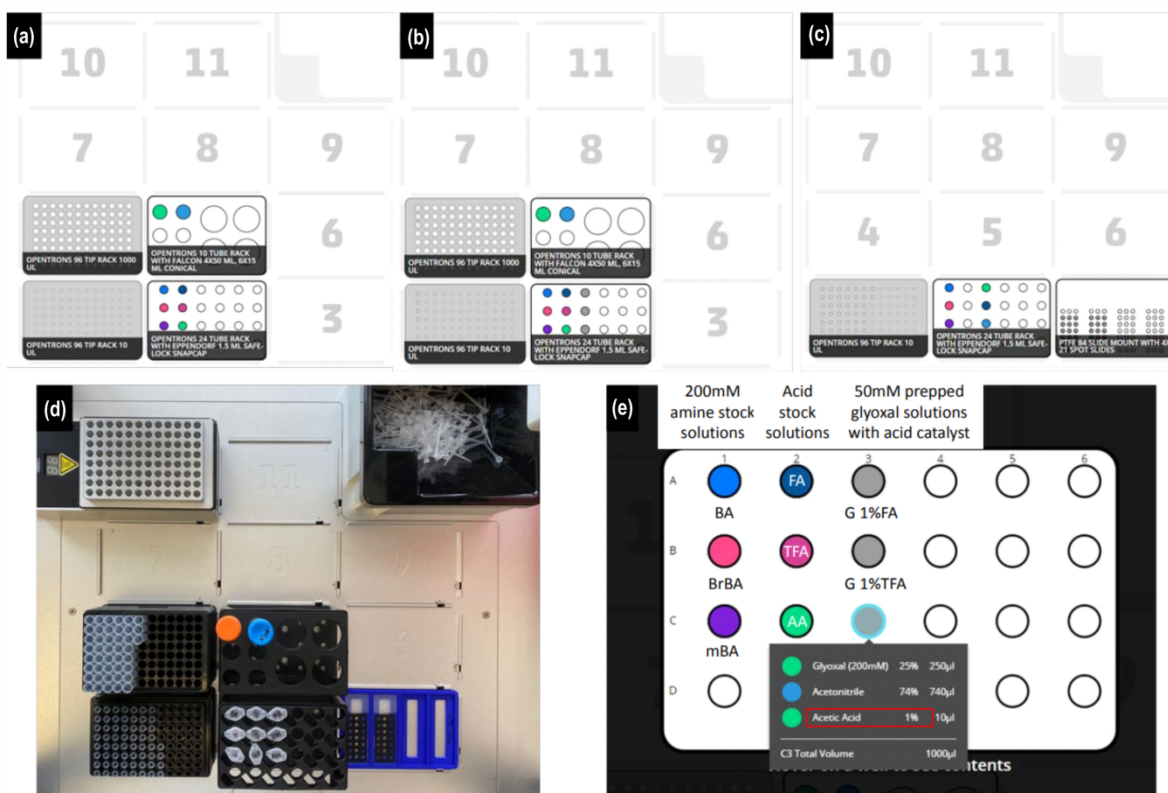 (a)
10
11
7
8
9
6
OPENTRONS 96 TIP RACK 1000
UL
OPENTRONS 10 TUBE RACK
WITH FALCON 4X50 ML, 6X15
ML CONICAL
3
OPENTRONS 96 TIP RACK 10
UL
OPENTRONS 24 TUBE RACK
WITH EPPENDORF 1.5 ML SAFE-
LOCK SNAPCAP
(b)
10
11
7
8
9
6
OPENTRONS 96 TIP RACK 1000
UL
OPENTRONS 10 TUBE RACK
WITH FALCON 4X50 ML, 6X15
ML CONICAL
3
OPENTRONS 96 TIP RACK 10
UL
OPENTRONS 24 TUBE RACK
WITH EPPENDORF 1.5 ML SAFE-
LOCK SNAPCAP
(c)
10
11
7
8
9
4
5
6
OPENTRONS 96 TIP RACK 10
UL
OPENTRONS 24 TUBE RACK
WITH EPPENDORF 1.5 ML SAFE-
LOCK SNAPCAP
PTFE B4 SLIDE MOUNT WITH 4X
21 SPOT SLIDES
(d)
11
7
8
9
(e)
200mM
amine stock
solutions
Acid
stock
solutions
50mM prepped
glyoxal solutions
with acid catalyst
1 2 3 4 5 6
A
FA
BA
G 1%FA
B
TFA
BrBA
G 1%TFA
C
AA
mBA
D
Glyoxal (200mM) 25% 250µl
Acetonitrile 74% 740µl
Acetic Acid 1% 10µl
C3 Total Volume 1000µl
contents